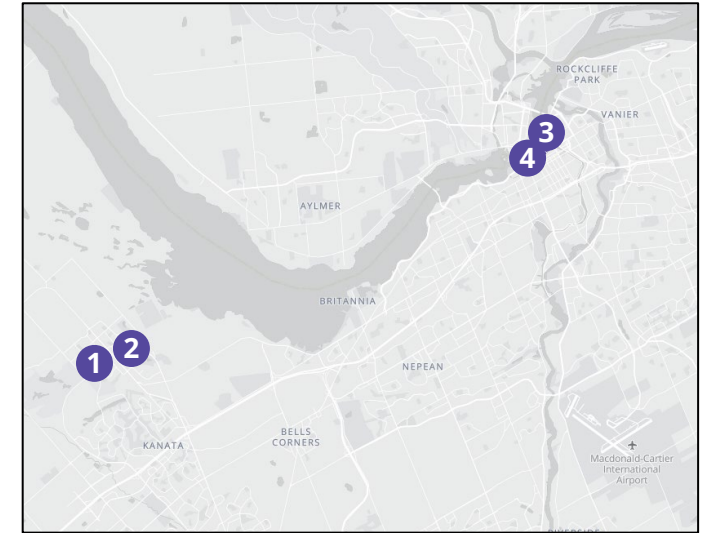 ROCKCLIFFE
PARK
VANIER
3
4
AYLMER
BRITANNIA
2
1
NEPEAN
BELLS
CORNERS
KANATA
Macdonald-Cartier
International
Airport